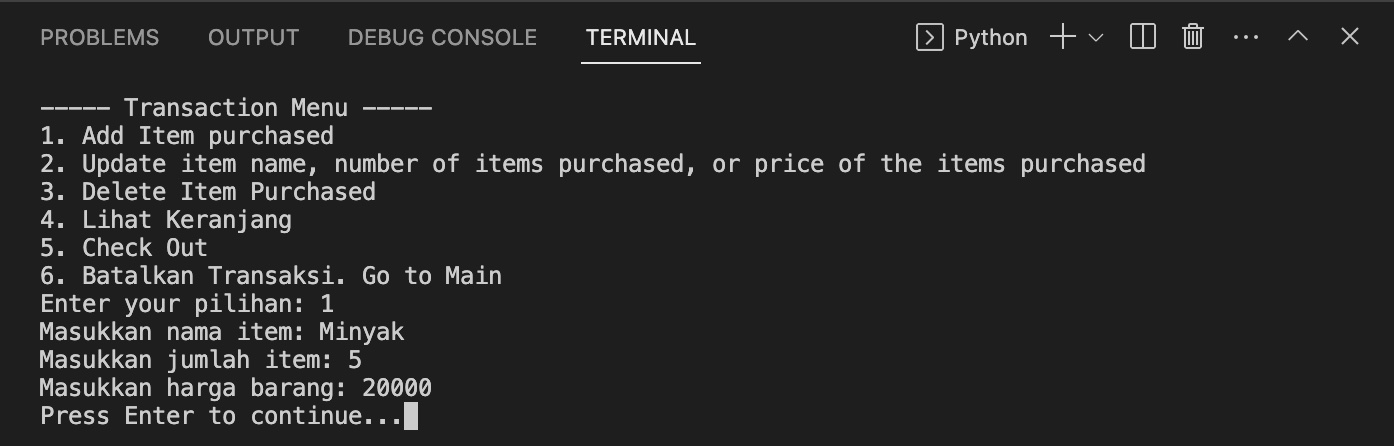 PROBLEMS OUTPUT DEBUG CONSOLE TERMINAL Python
----- Transaction Menu -----
1. Add Item purchased
2. Update item name, number of items purchased, or price of the items purchased
3. Delete Item Purchased
4. Lihat Keranjang
5. Check Out
6. Batalkan Transaksi. Go to Main
Enter your pilihan: 1
Masukkan nama item: Minyak
Masukkan jumlah item: 5
Masukkan harga barang: 20000
Press Enter to continue...